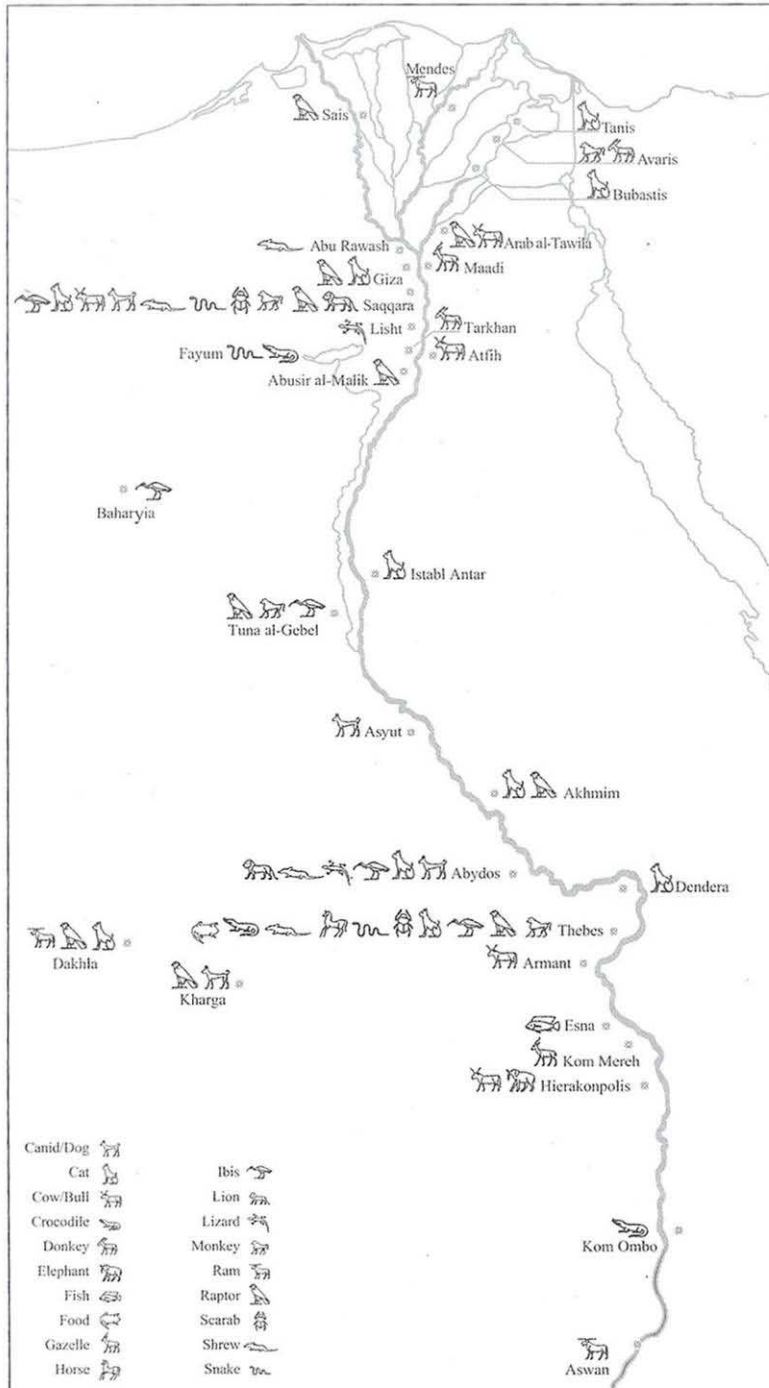 Mendes
Sais
Tanis
Avaris
Bubastis
Arab al-Tawila
Abu Rawash
Maadi
Giza
Saqqara
Lisht
Tarkhan
Fayum
Atfih
Abusir al-Malik
Baharyia
Istabl Antar
Tuna al-Gebel
Asyut
Akhmim
Abydos
Dendera
Thebes
Dakhla
Armant
Kharga
Esna
Kom Mereh
Hierakonpolis
Kom Ombo
Aswan
Canid/Dog
Cat
Cow/Bull
Crocodile
Donkey
Elephant
Fish
Food
Gazelle
Horse
Ibis
Lion
Lizard
Monkey
Ram
Raptor
Scarab
Shrew
Snake